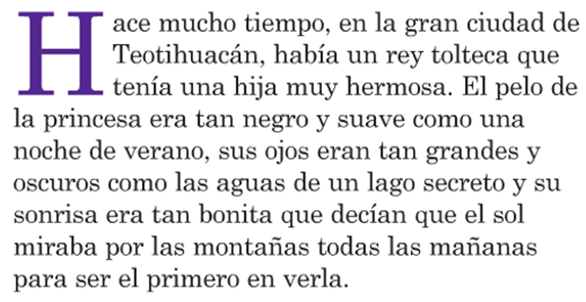 Hace mucho tiempo, en la gran ciudad de
Teotihuacán, había un rey tolteca que
tenía una hija muy hermosa. El pelo de
la princesa era tan negro y suave como una
noche de verano, sus ojos eran tan grandes y
oscuros como las aguas de un lago secreto y su
sonrisa era tan bonita que decían que el sol
miraba por las montañas todas las mañanas
para ser el primero en verla.